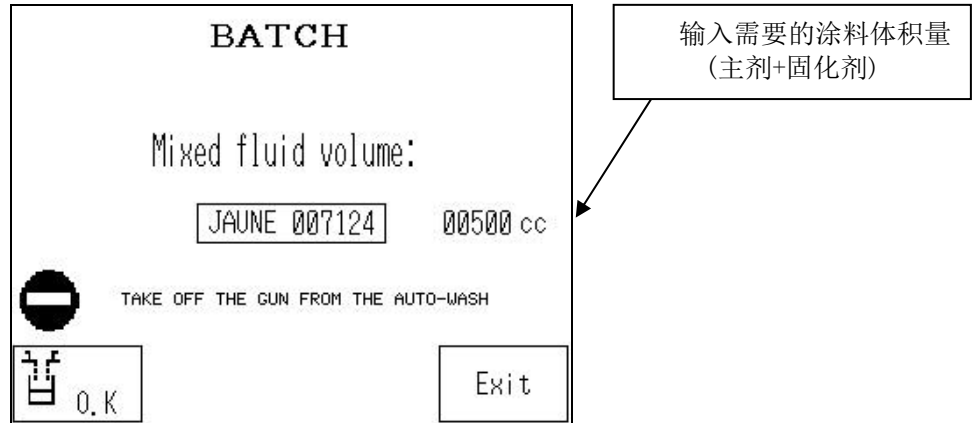 BATCH
输入需要的涂料体积量
(主剂+固化剂)
Mixed fluid volume:
JAUNE 007124 00500 cc
TAKE OFF THE GUN FROM THE AUTO-WASH
O.K
Exit